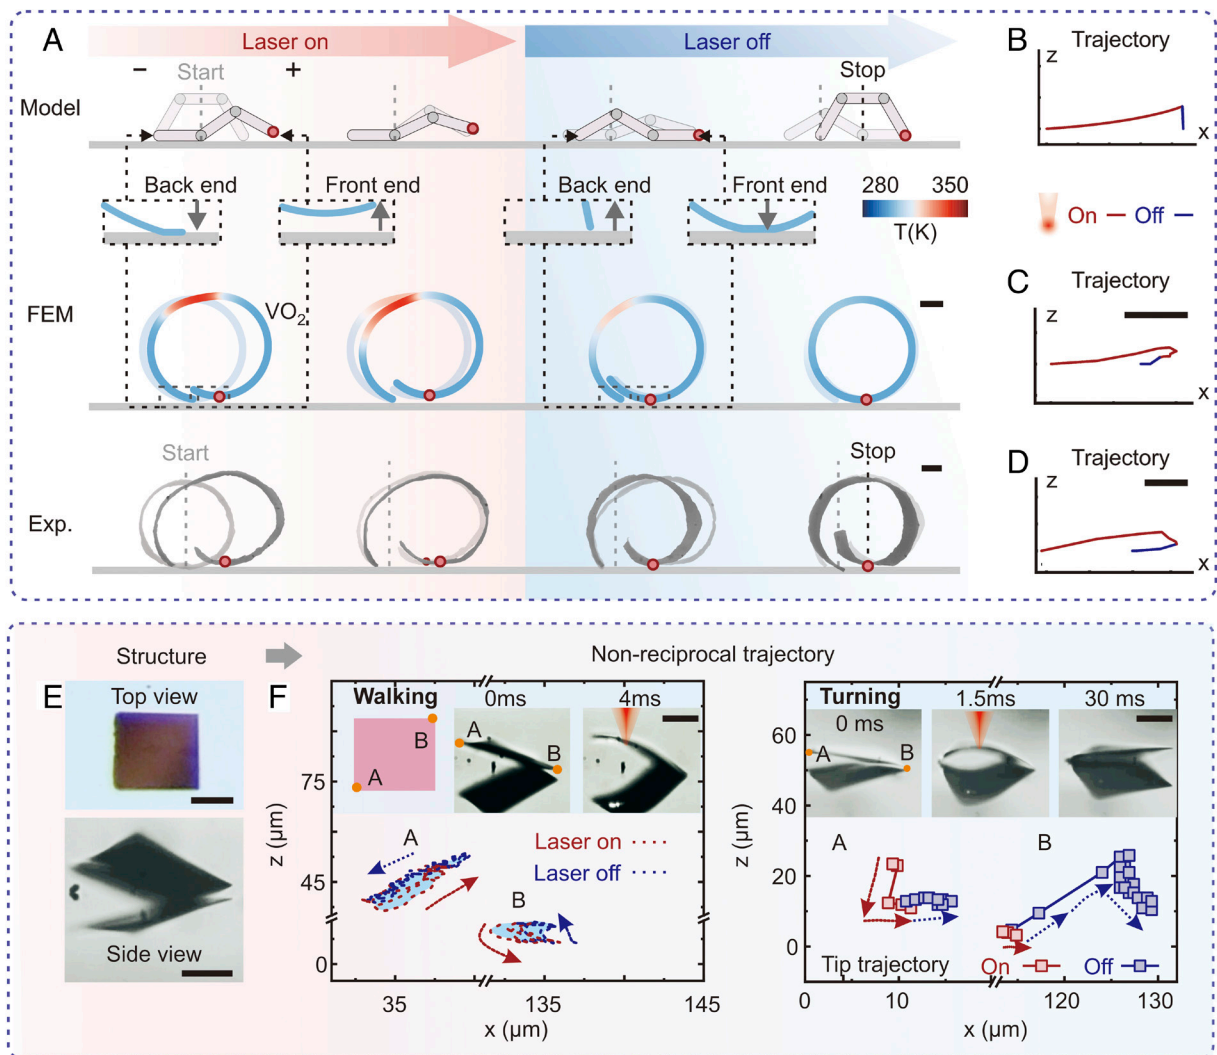 A
Laser on
Laser off
B
Trajectory
z
x
− Start +
Stop
Model
Back end
Front end
Back end
Front end
280 350
T(K)
On Off
FEM
VO2
C
Trajectory
z
x
Start
Stop
Exp.
D
Trajectory
z
x
Structure
Non-reciprocal trajectory
E
Top view
Side view
F
Walking
0ms
4ms
B
A
A
B
75
45
0
z (µm)
A
Laser on
Laser off
B
35
135
145
x (µm)
Turning
0 ms
1.5ms
30 ms
A
B
60
40
20
0
z (µm)
A
B
Tip trajectory
On
Off
0
10
120
130
x (µm)